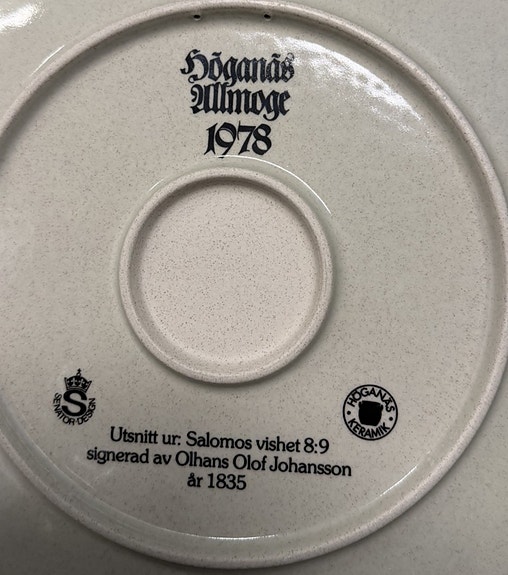 Höganäs
Allmoge
1978
S
SENATOR-DESIGN
HÖGANÄS
KERAMIK
Utsnitt ur: Salomos vishet 8:9
signerad av Olhans Olof Johansson
år 1835